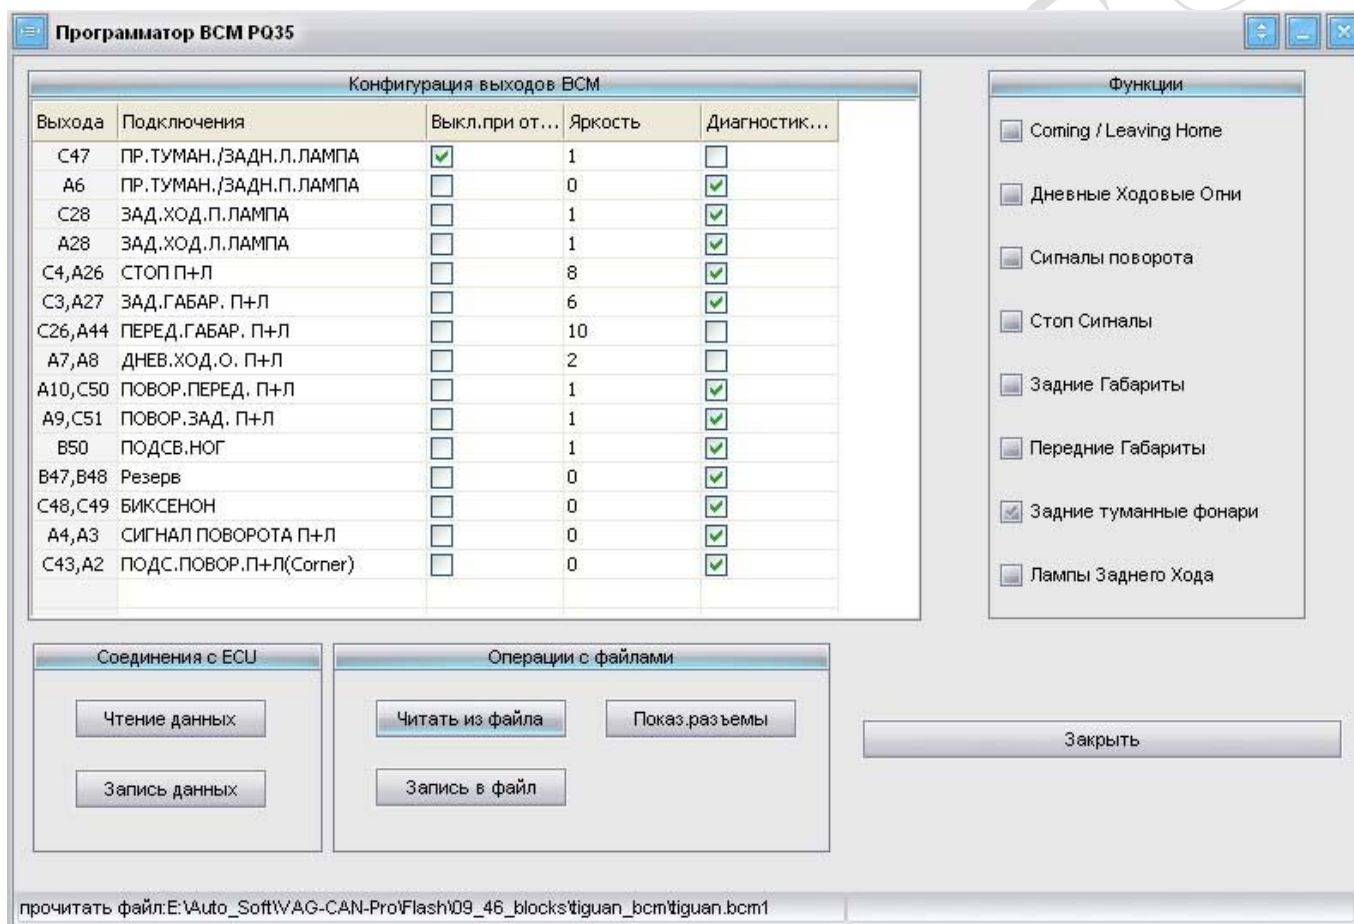 Программатор BCM PQ35
Конфигурация выходов BCM
Выхода Подключения Выкл.при от... Яркость Диагностик...
C47 ПР.ТУМАН./ЗАДН.Л.ЛАМПА 1
A6 ПР.ТУМАН./ЗАДН.П.ЛАМПА 0
C28 ЗАД.ХОД.П.ЛАМПА 1
A28 ЗАД.ХОД.Л.ЛАМПА 1
C4,A26 СТОП П+Л 8
C3,A27 ЗАД.ГАБАР. П+Л 6
C26,A44 ПЕРЕД.ГАБАР. П+Л 10
A7,A8 ДНЕВ.ХОД.О. П+Л 2
A10,C50 ПОВОР.ПЕРЕД. П+Л 1
A9,C51 ПОВОР.ЗАД. П+Л 1
B50 ПОДСВ.НОГ 1
B47,B48 Резерв 0
C48,C49 БИКСЕНОН 0
A4,A3 СИГНАЛ ПОВОРОТА П+Л 0
C43,A2 ПОДС.ПОВОР.П+Л(Corner) 0
Функции
Coming / Leaving Home
Дневные Ходовые Огни
Сигналы поворота
Стоп Сигналы
Задние Габариты
Передние Габариты
Задние туманные фонари
Лампы Заднего Хода
Соединения с ECU
Чтение данных
Запись данных
Операции с файлами
Читать из файла
Показ.разъемы
Запись в файл
Закрыть
прочитать файл:E:\Auto_Soft\VAG-CAN-Pro\Flash\09_46_blocks\tiguan_bcm\tiguan.bcm1